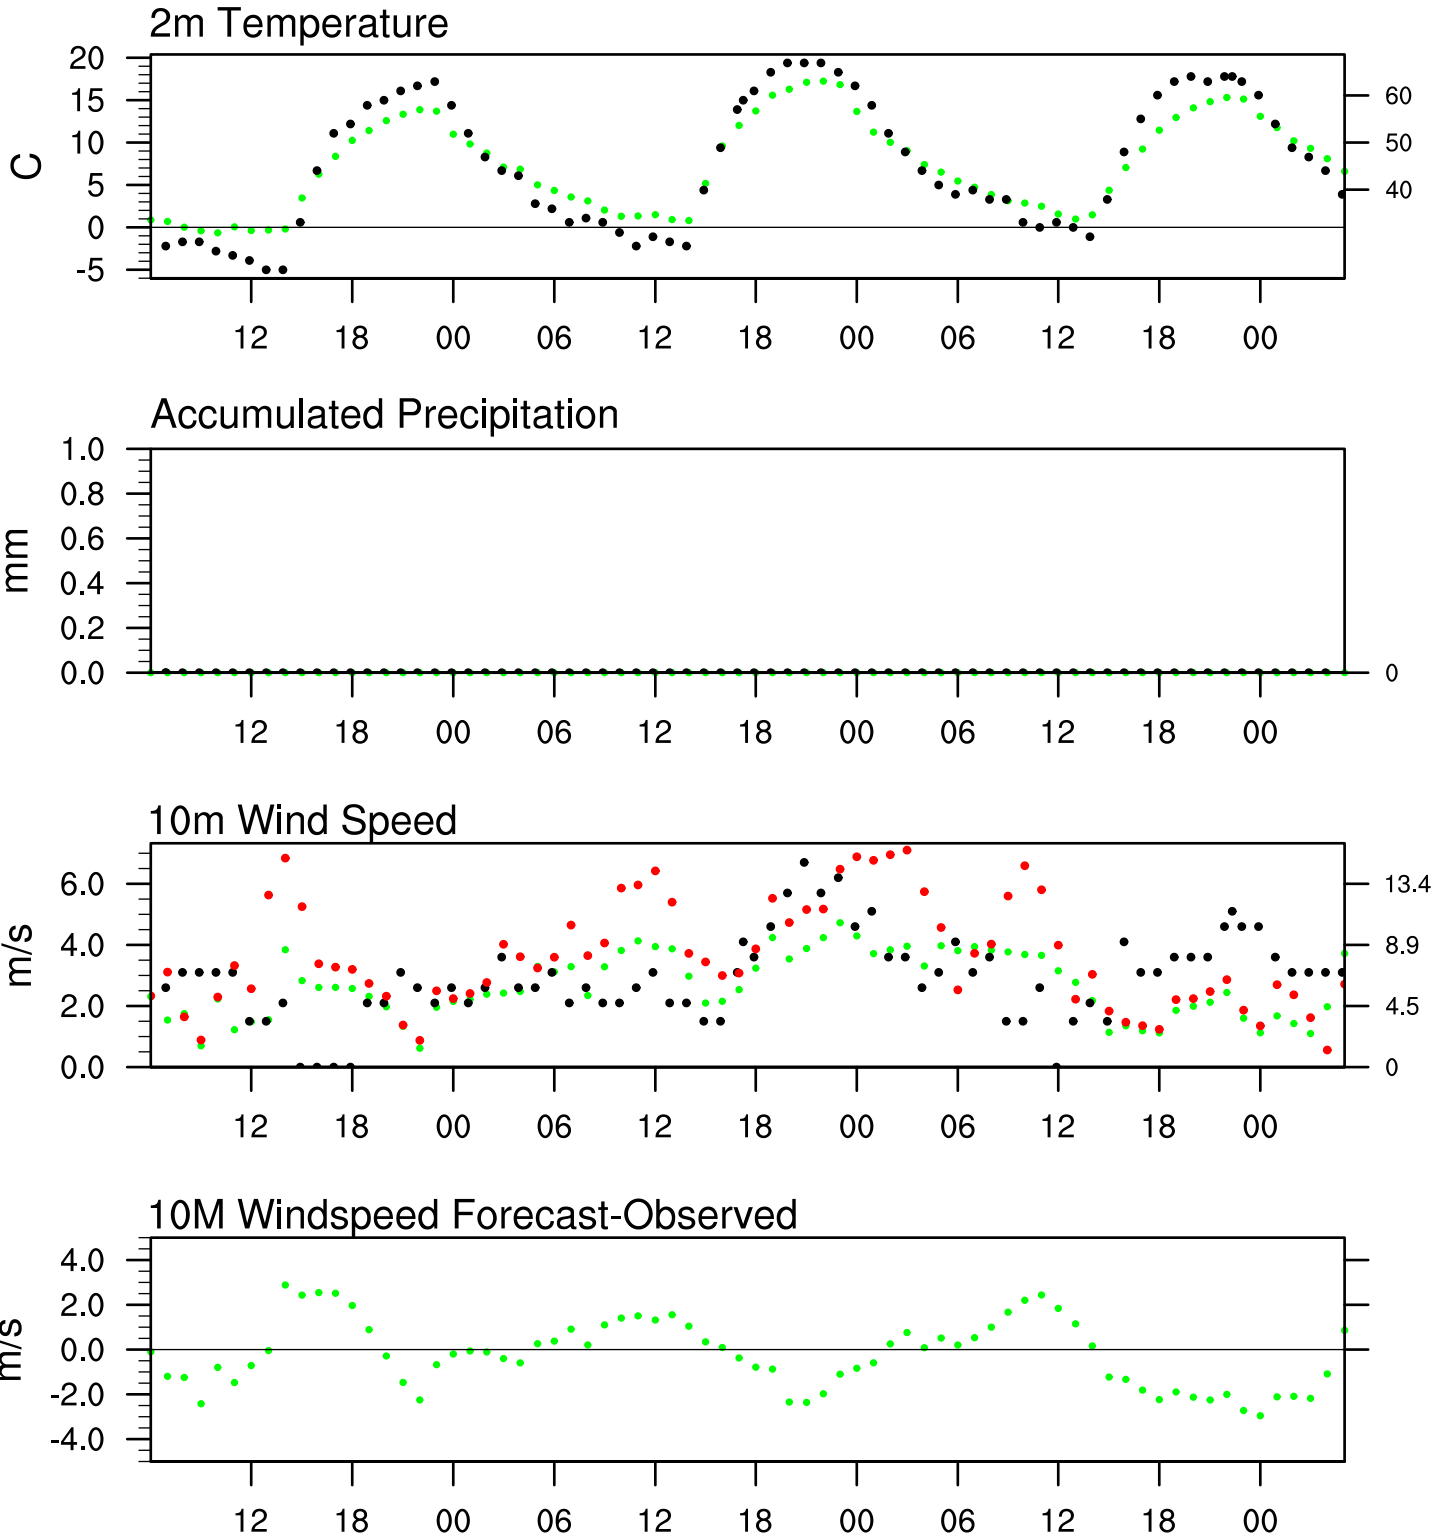 2m Temperature
20
15
10
5
0
-5
C
60
50
40
12 18 00 06 12 18 00 06 12 18 00
Accumulated Precipitation
1.0
0.8
0.6
0.4
0.2
0.0
mm
0
12 18 00 06 12 18 00 06 12 18 00
10m Wind Speed
6.0
4.0
2.0
0.0
m/s
13.4
8.9
4.5
0
12 18 00 06 12 18 00 06 12 18 00
10M Windspeed Forecast-Observed
4.0
2.0
0.0
-2.0
-4.0
m/s
12 18 00 06 12 18 00 06 12 18 00